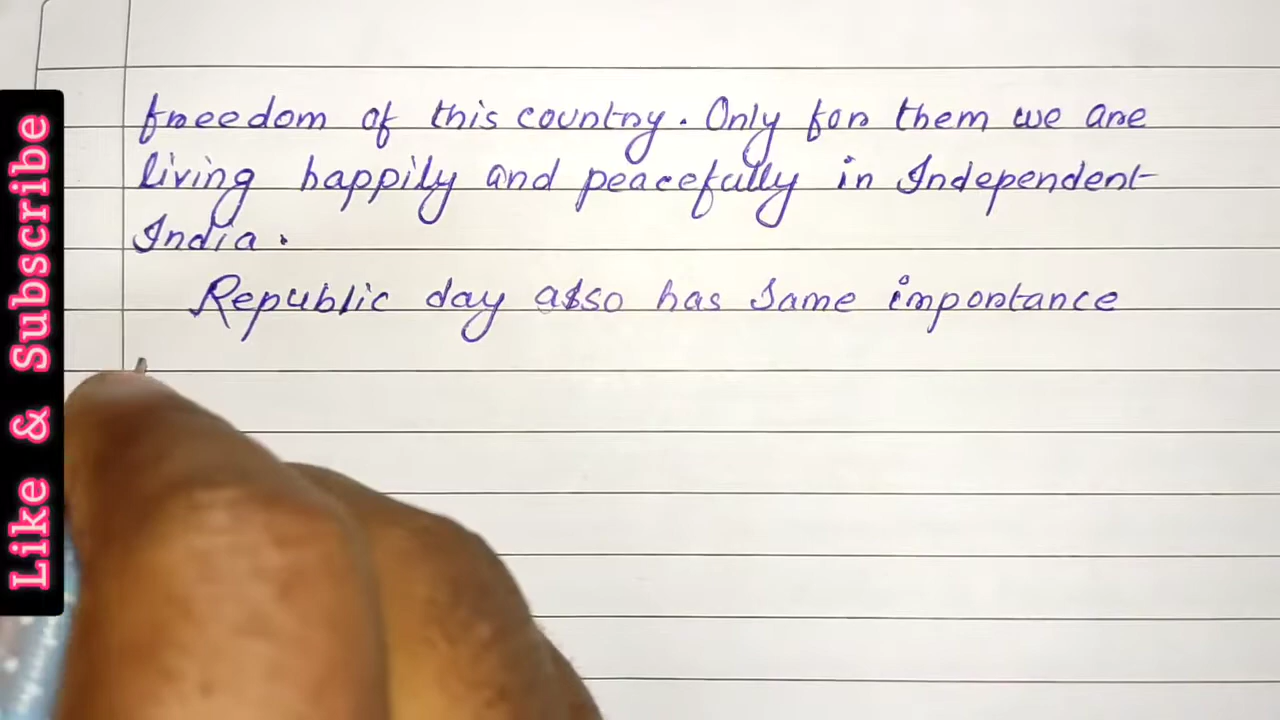 Like & Subscribe
freedom of this country. Only for them we are
living happily and peacefully in Independent
India.
Republic day also has same importance